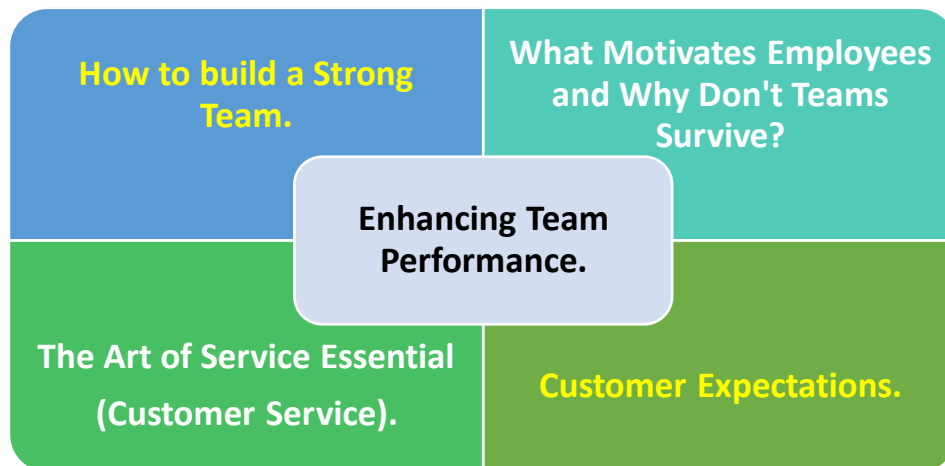 How to build a Strong
Team.
What Motivates Employees
and Why Don't Teams
Survive?
Enhancing Team
Performance.
The Art of Service Essential
(Customer Service).
Customer Expectations.